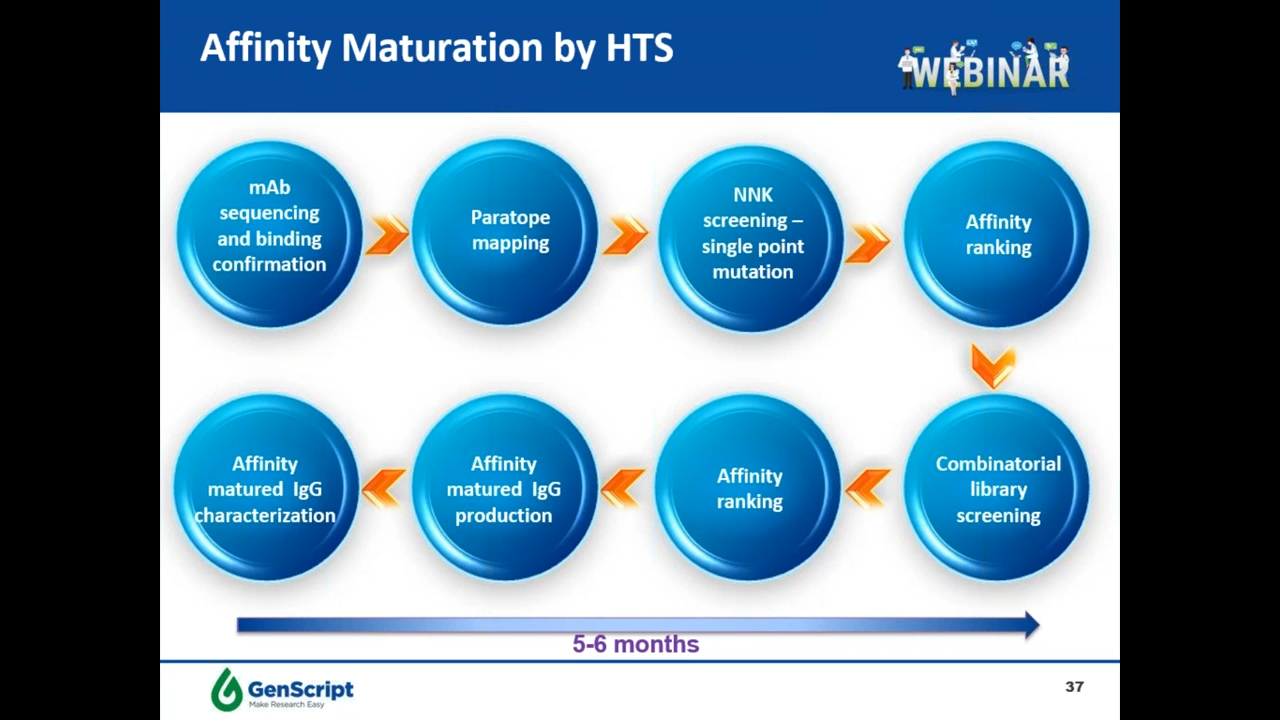 Affinity Maturation by HTS
WEBINAR
mAb
sequencing
and binding
confirmation
Paratope
mapping
NNK
screening –
single point
mutation
Affinity
ranking
Combinatorial
library
screening
Affinity
ranking
Affinity
matured IgG
production
Affinity
matured IgG
characterization
5-6 months
GenScript
Make Research Easy
37